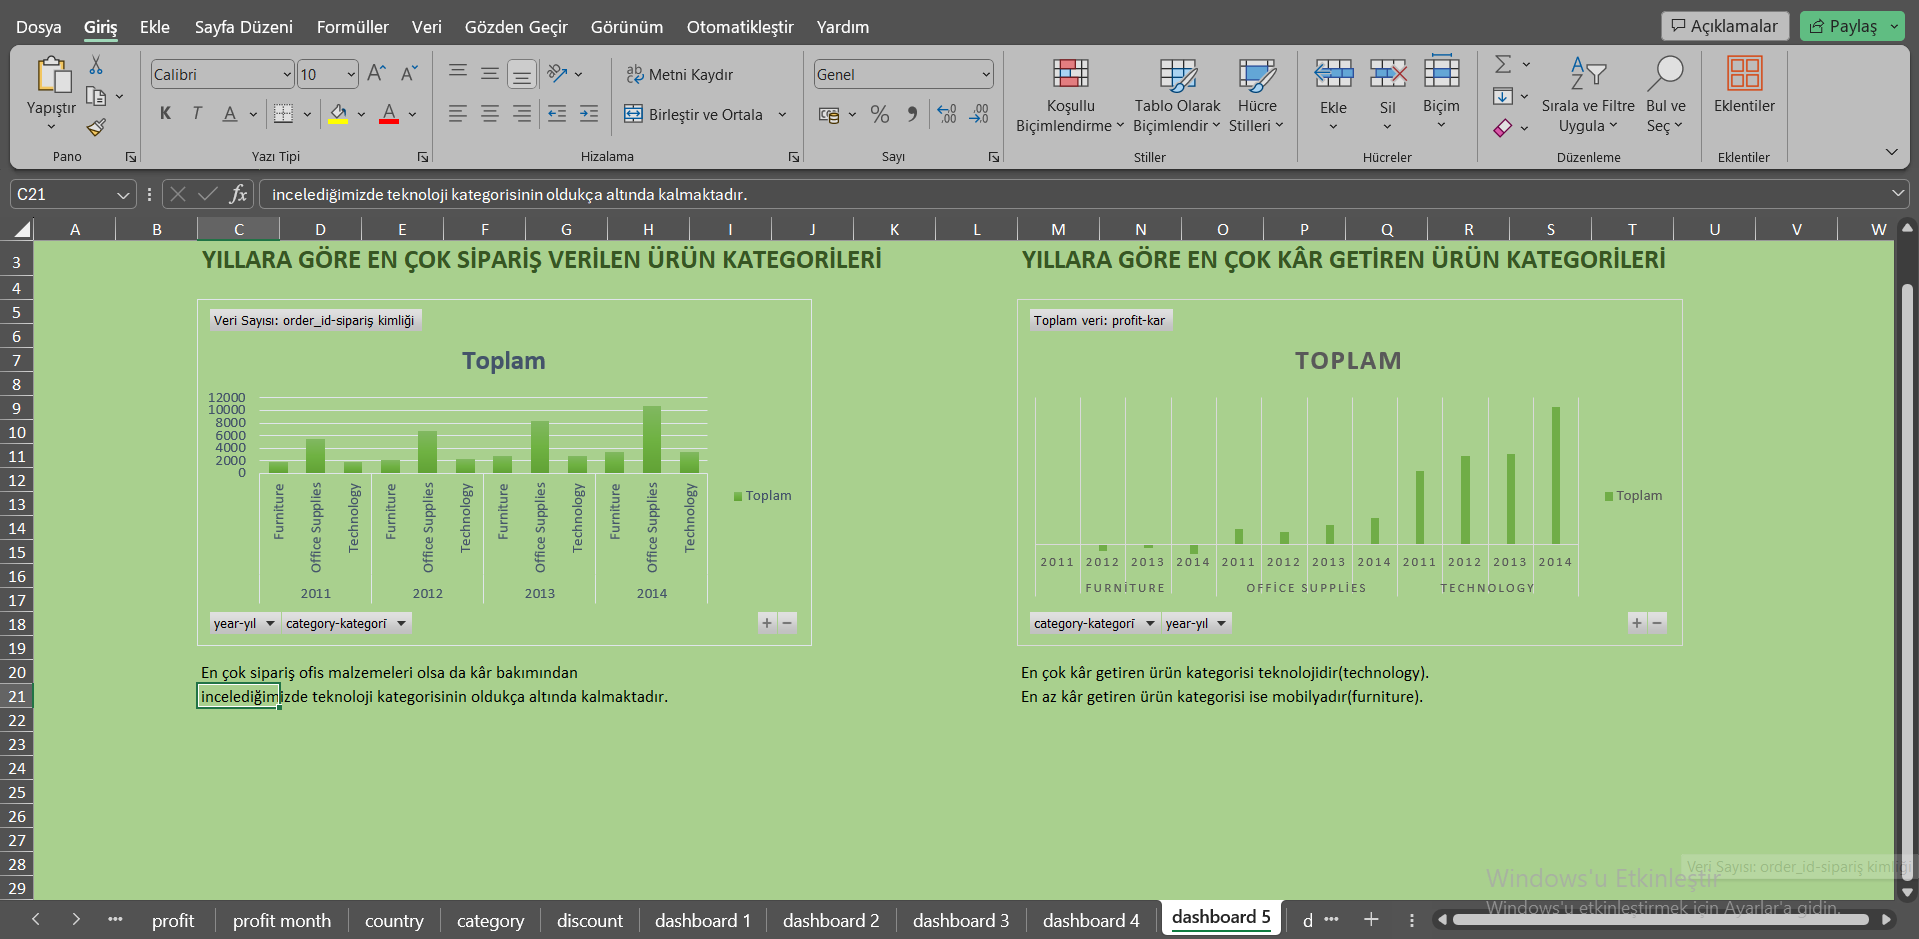 Dosya Giriş Ekle Sayfa Düzeni Formüller Veri Gözden Geçir Görünüm Otomatikleştir Yardım Açıklamalar Paylaş
Yapıştır
Pano
Calibri 10
K T A A
Yazı Tipi
Metni Kaydır
Birleştir ve Ortala
Hizalama
Genel
% ,00 ,00
Sayı
Koşullu Biçimlendirme
Tablo Olarak Biçimlendir
Hücre Stilleri
Stiller
Ekle Sil Biçim
Hücreler
Sırala ve Filtre Uygula
Bul ve Seç
Düzenleme
Eklentiler
Eklentiler
C21 fx incelediğimizde teknoloji kategorisinin oldukça altında kalmaktadır.
A B C D E F G H I J K L M N O P Q R S T U V W
3
4
5
6
7
8
9
10
11
12
13
14
15
16
17
18
19
20
21
22
23
24
25
26
27
28
29
YILLARA GÖRE EN ÇOK SİPARİŞ VERİLEN ÜRÜN KATEGORİLERİ
Veri Sayısı: order_id-sipariş kimliği
Toplam
12000
10000
8000
6000
4000
2000
0
Furniture Office Supplies Technology Furniture Office Supplies Technology Furniture Office Supplies Technology Furniture Office Supplies Technology
2011 2012 2013 2014
Toplam
year-yıl category-kategorİ
+ −
En çok sipariş ofis malzemeleri olsa da kâr bakımından
incelediğimizde teknoloji kategorisinin oldukça altında kalmaktadır.
YILLARA GÖRE EN ÇOK KÂR GETİREN ÜRÜN KATEGORİLERİ
Toplam veri: profit-kar
TOPLAM
2011 2012 2013 2014 2011 2012 2013 2014 2011 2012 2013 2014
FURNİTURE OFFİCE SUPPLİES TECHNOLOGY
Toplam
category-kategorİ year-yıl
+ −
En çok kâr getiren ürün kategorisi teknolojidir(technology).
En az kâr getiren ürün kategorisi ise mobilyadır(furniture).
Veri Sayısı: order_id-sipariş kimliği
Windows'u Etkinleştir
Windows'u etkinleştirmek için Ayarlar'a gidin.
profit profit month country category discount dashboard 1 dashboard 2 dashboard 3 dashboard 4 dashboard 5 d